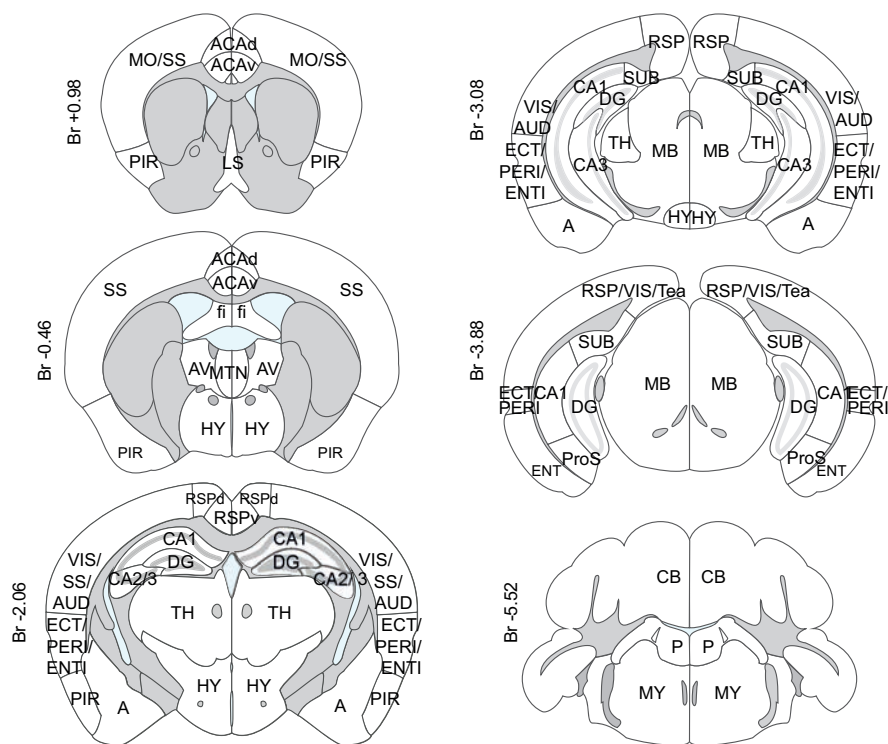 Br +0.98
ACAd
ACAv
MO/SS MO/SS
PIR PIR
LS
Br -0.46
ACAd
ACAv
SS SS
fi fi
AV MTN AV
HY HY
PIR PIR
Br -2.06
RSPd RSPd
RSPv
CA1 CA1
DG DG
VIS/
SS/
AUD
VIS/
SS/
AUD
CA2/3 CA2/ 3
TH TH
ECT/
PERI/
ENTI
ECT/
PERI/
ENTI
HY HY
PIR PIR
A A
Br -3.08
RSP RSP
SUB SUB
CA1 CA1
DG DG
VIS/
AUD
VIS/
AUD
TH MB MB TH
ECT/
PERI/
ENTI
ECT/
PERI/
ENTI
CA3 CA3
HY HY
A A
Br -3.88
RSP/VIS/Tea RSP/VIS/Tea
SUB SUB
MB MB
ECT/
PERI
ECT/
PERI
CA1 CA1
DG DG
ProS ProS
ENT ENT
Br -5.52
CB CB
P P
MY MY